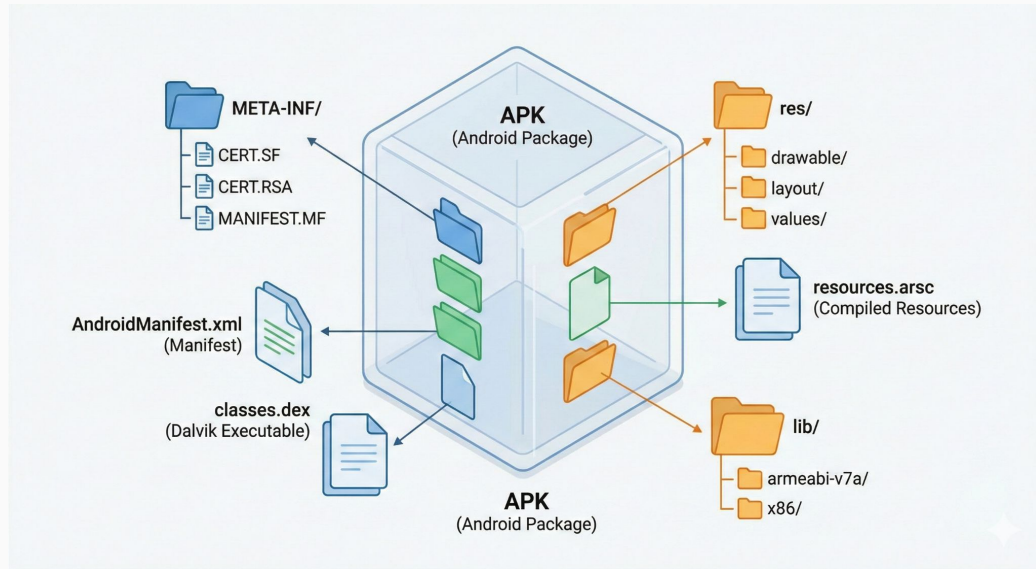 APK
(Android Package)
META-INF/
CERT.SF
CERT.RSA
MANIFEST.MF
res/
drawable/
layout/
values/
AndroidManifest.xml
(Manifest)
resources.arsc
(Compiled Resources)
classes.dex
(Dalvik Executable)
lib/
armeabi-v7a/
x86/
APK
(Android Package)